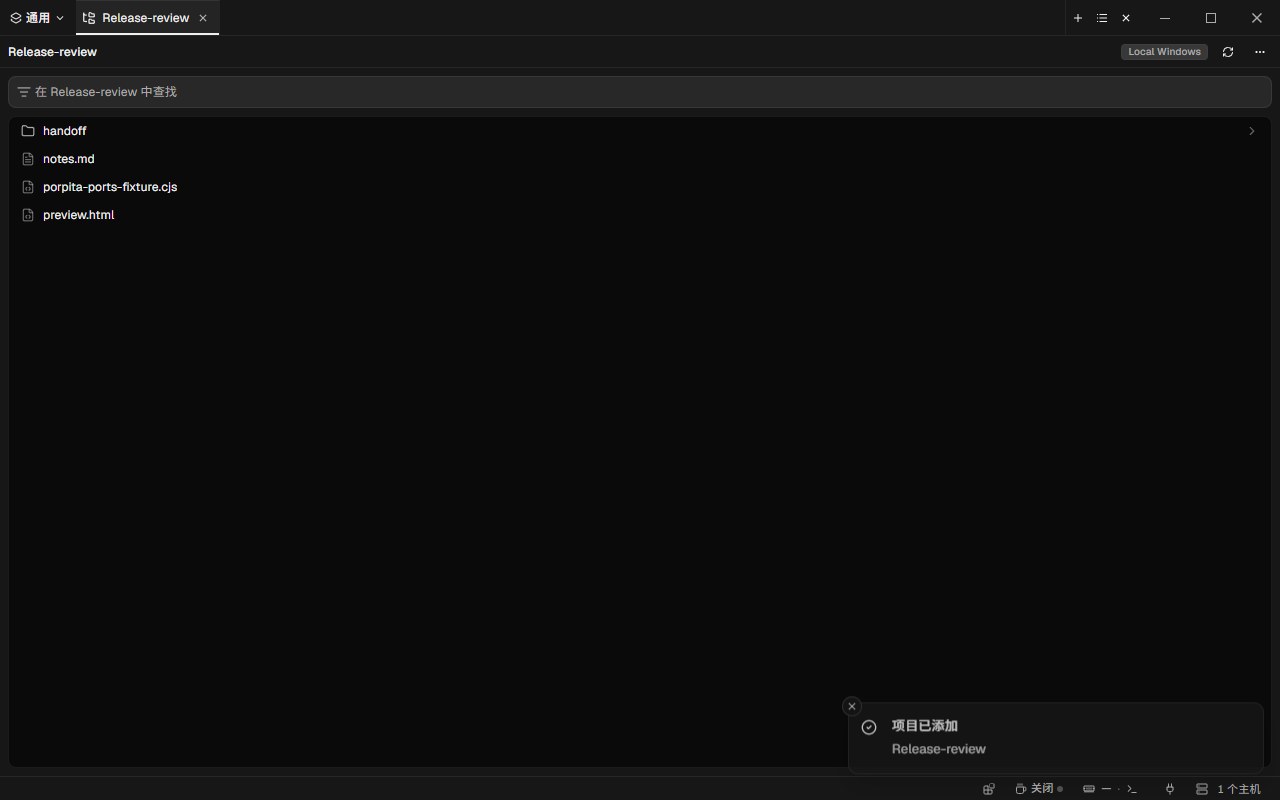 通用
Release-review
Release-review
Local Windows
在 Release-review 中查找
handoff
notes.md
porpita-ports-fixture.cjs
preview.html
项目已添加
Release-review
关闭
1 个主机